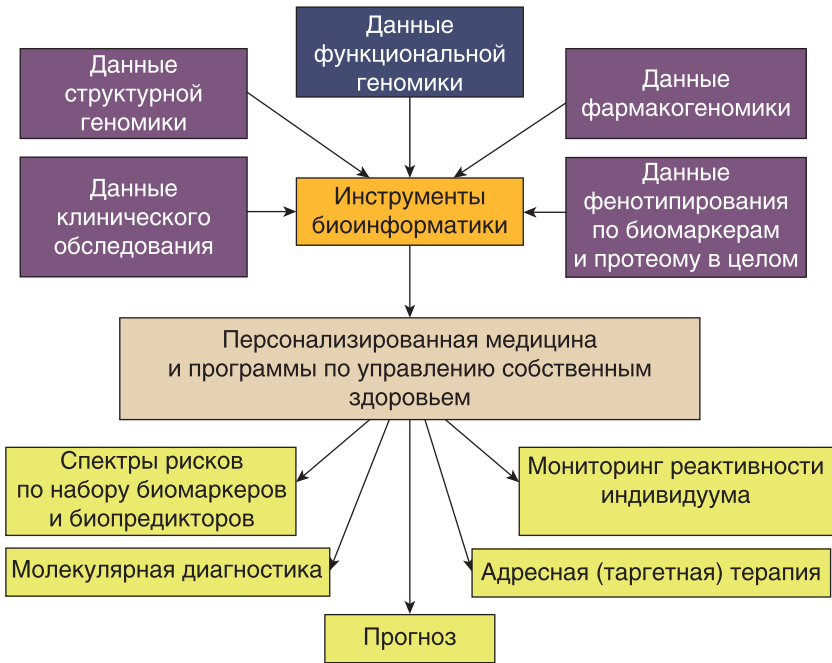 Данные
структурной
геномики
Данные
функциональной
геномики
Данные
фармакогеномики
Данные
клинического
обследования
Инструменты
биоинформатики
Данные
фенотипирования
по биомаркерам
и протеому в целом
Персонализированная медицина
и программы по управлению собственным
здоровьем
Спектры рисков
по набору биомаркеров
и биопредикторов
Мониторинг реактивности
индивидуума
Молекулярная диагностика
Адресная (таргетная) терапия
Прогноз